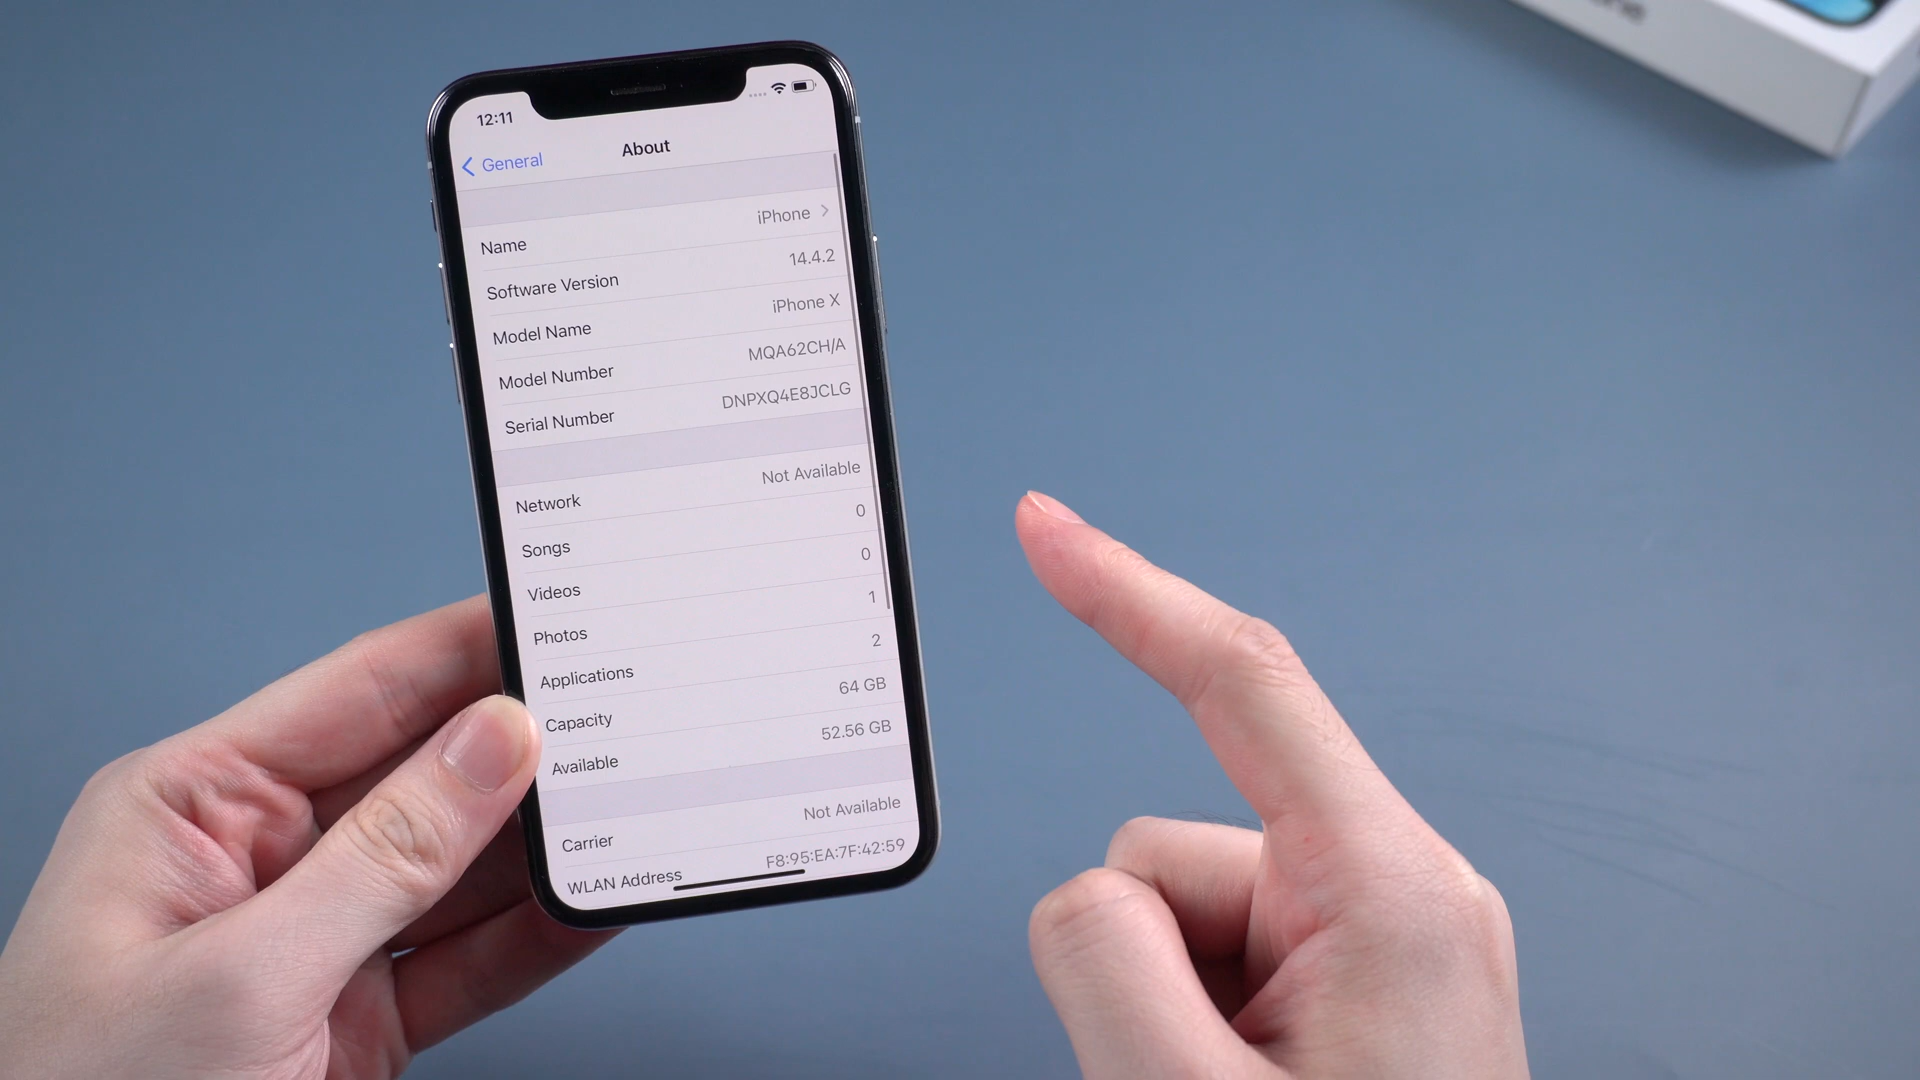 12:11
General
About
Name iPhone
Software Version 14.4.2
Model Name iPhone X
Model Number MQA62CH/A
Serial Number DNPXQ4E8JCLG
Network Not Available
Songs 0
Videos 0
Photos 1
Applications 2
Capacity 64 GB
Available 52.56 GB
Carrier Not Available
WLAN Address F8:95:EA:7F:42:59